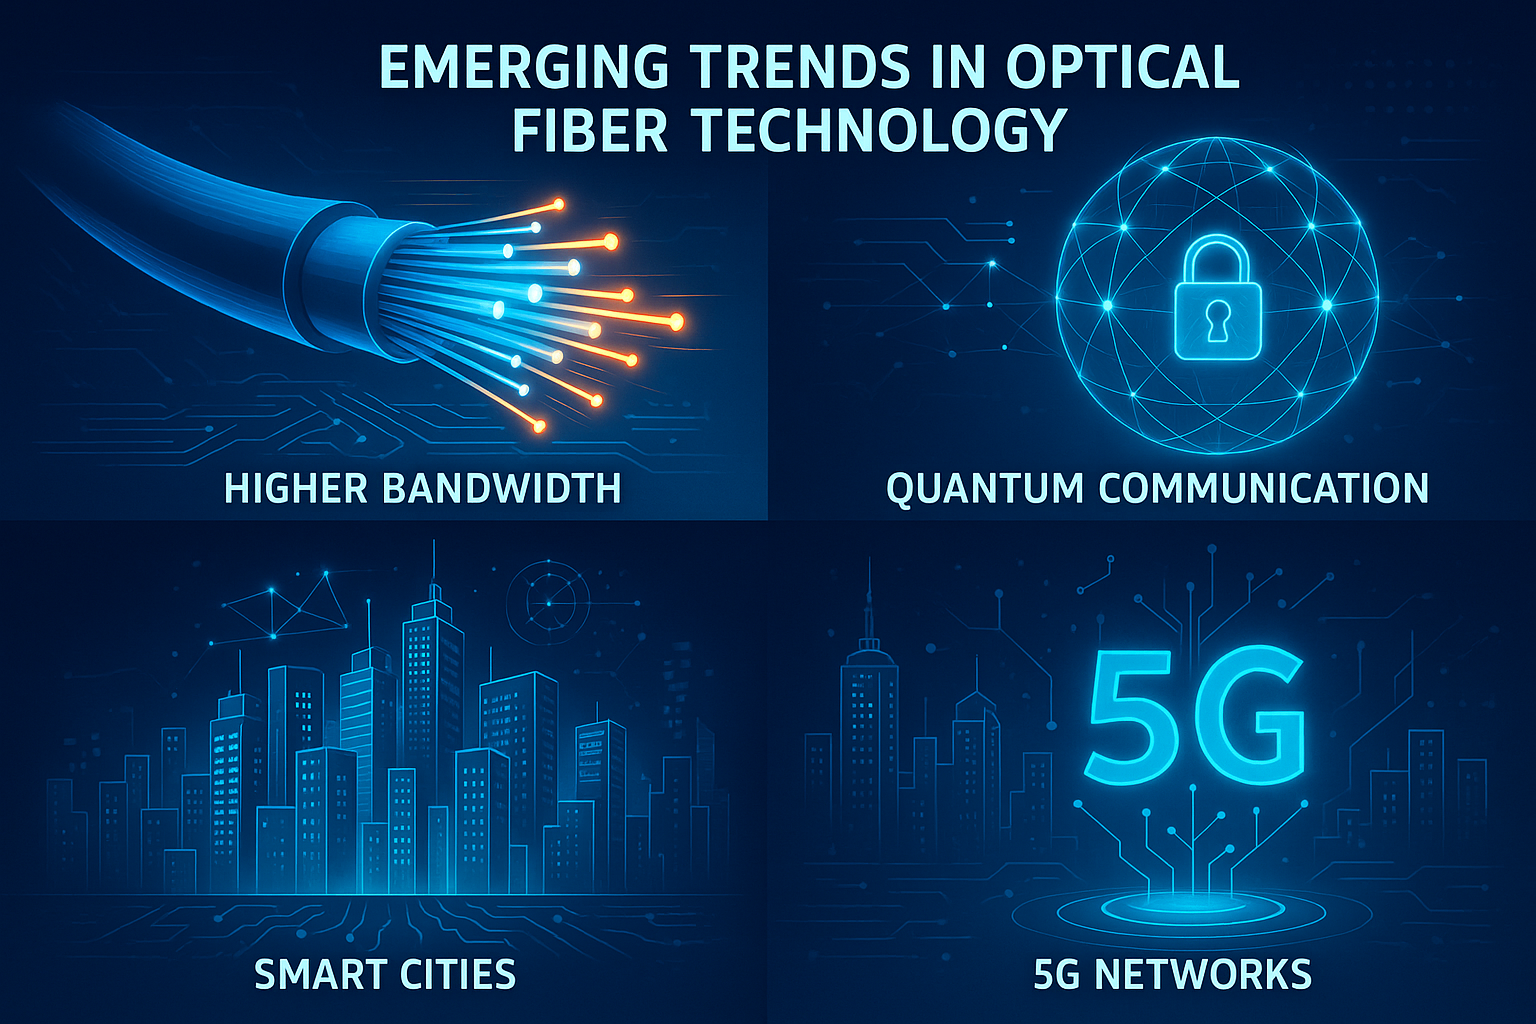 EMERGING TRENDS IN OPTICAL
FIBER TECHNOLOGY
HIGHER BANDWIDTH
QUANTUM COMMUNICATION
5G
SMART CITIES
5G NETWORKS